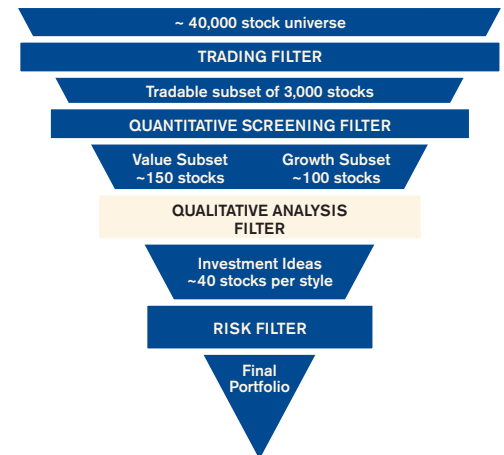 ~ 40,000 stock universe
TRADING FILTER
Tradable subset of 3,000 stocks
QUANTITATIVE SCREENING FILTER
Value Subset
~150 stocks
Growth Subset
~100 stocks
QUALITATIVE ANALYSIS
FILTER
Investment Ideas
~40 stocks per style
RISK FILTER
Final
Portfolio